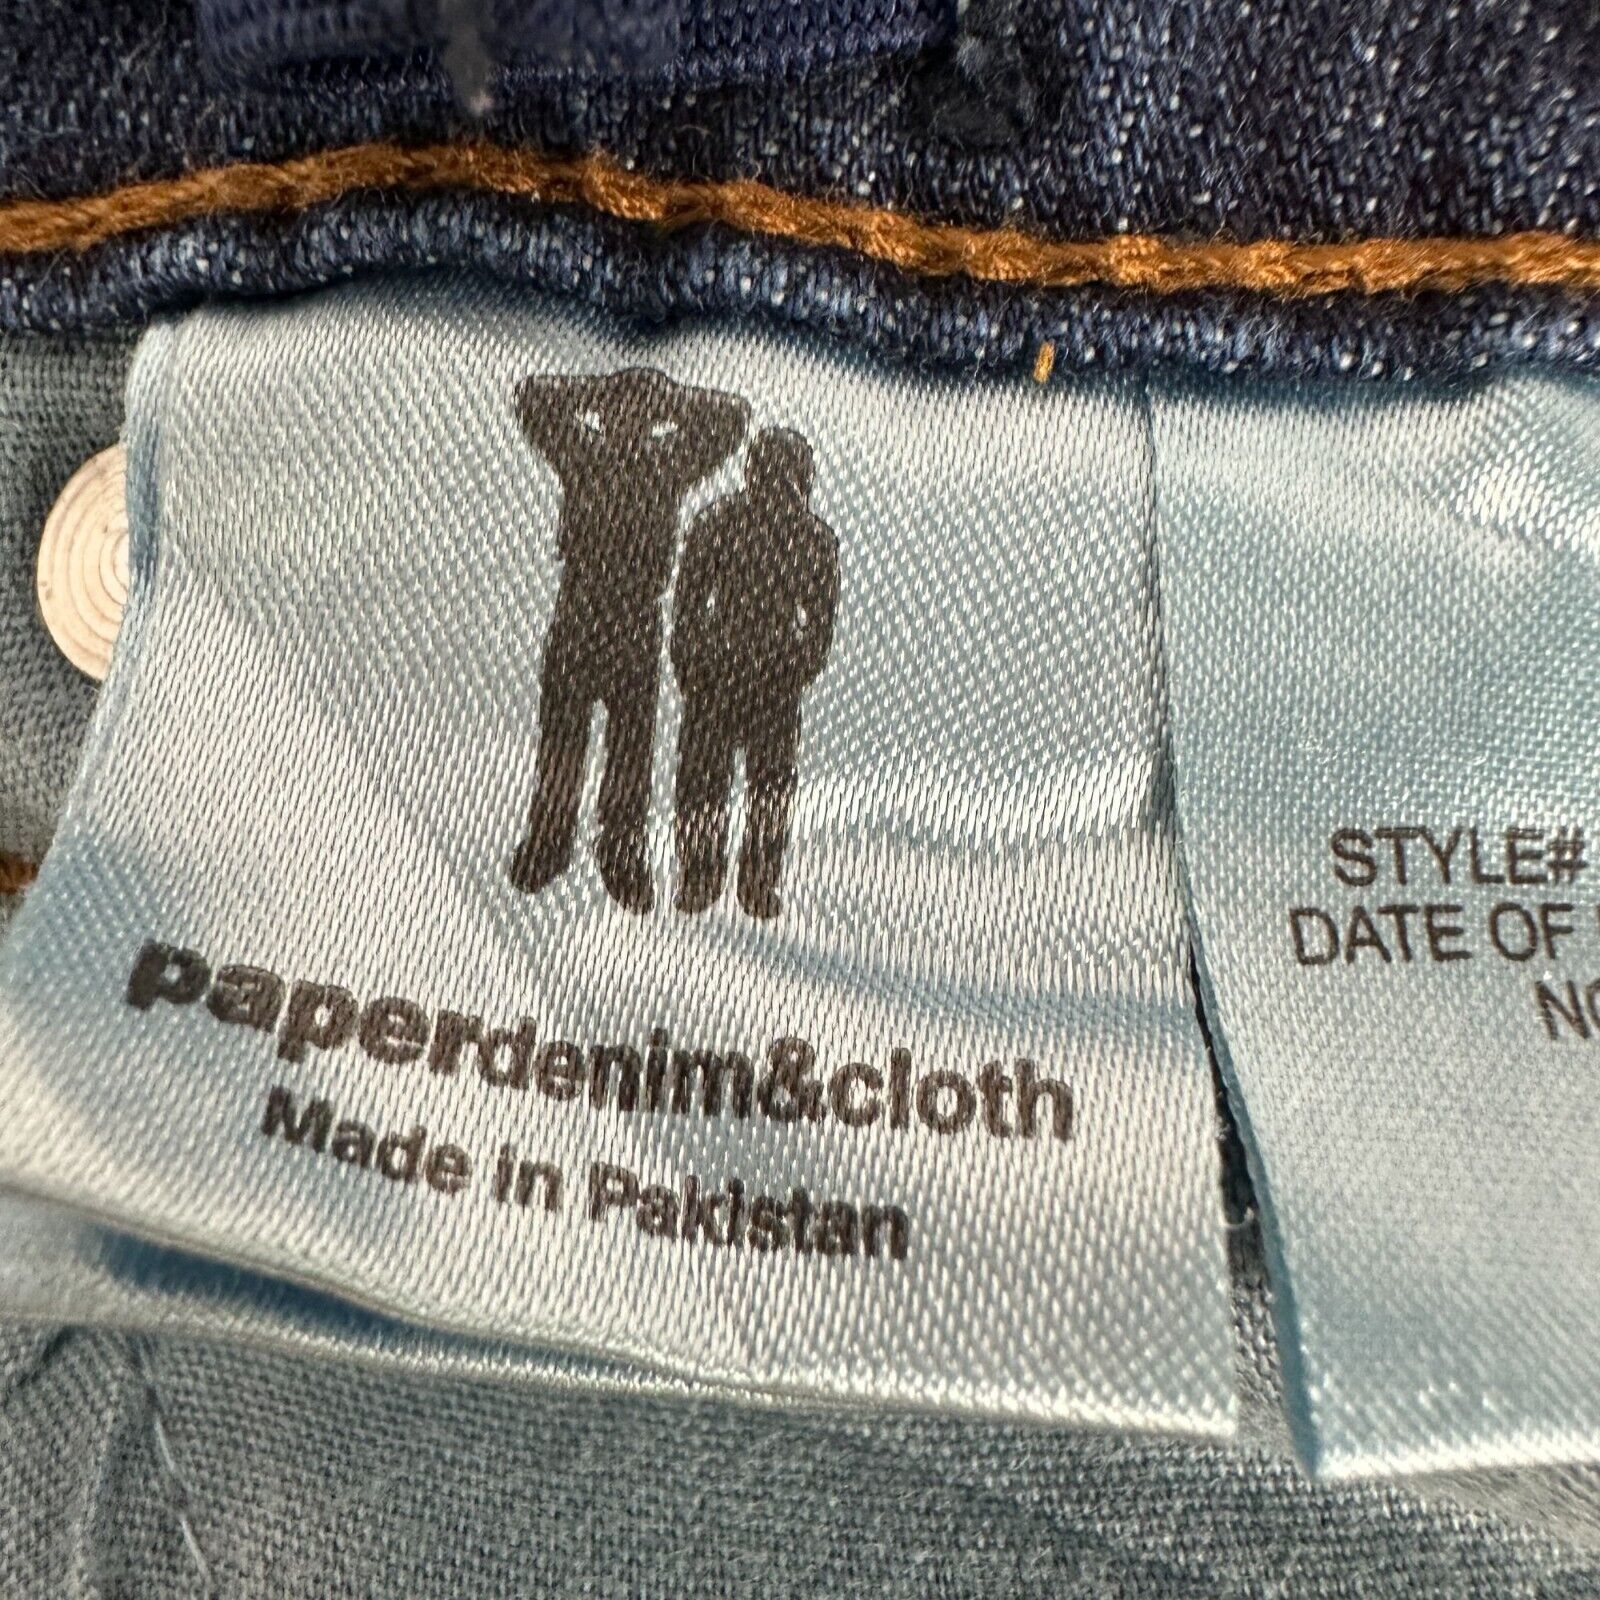 paperdenim&cloth
Made in Pakistan
STYLE#
DATE OF